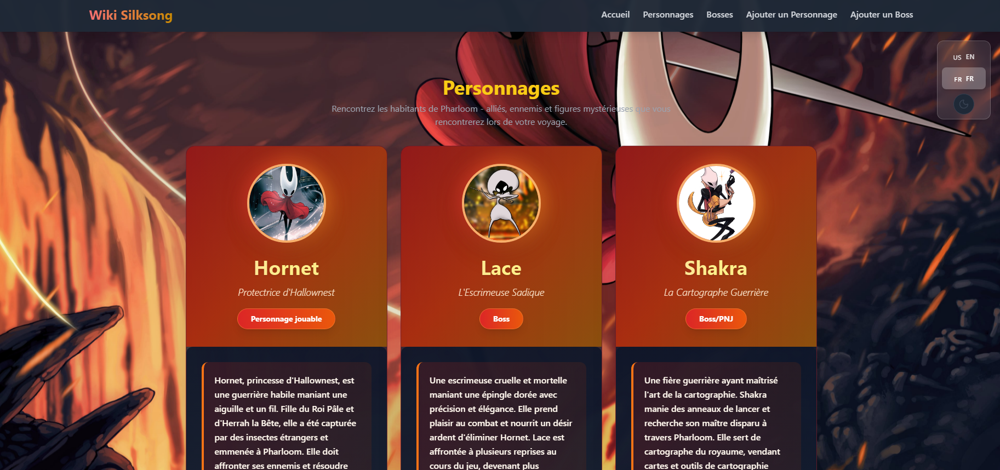 Wiki Silksong
Accueil Personnages Bosses Ajouter un Personnage Ajouter un Boss
US EN
FR FR
Personnages
Rencontrez les habitants de Pharloom - alliés, ennemis et figures mystérieuses que vous
rencontrerez lors de votre voyage.
Hornet
Protectrice d'Hallownest
Personnage jouable
Hornet, princesse d'Hallownest, est
une guerrière habile maniant une
aiguille et un fil. Fille du Roi Pâle et
d'Herrah la Bête, elle a été capturée
par des insectes étrangers et
emmenée à Pharloom. Elle doit
affronter ses ennemis et résoudre
Lace
L'Escrimeuse Sadique
Boss
Une escrimeuse cruelle et mortelle
maniant une épingle dorée avec
précision et élégance. Elle prend
plaisir au combat et nourrit un désir
ardent d'éliminer Hornet. Lace est
affrontée à plusieurs reprises au
cours du jeu, devenant plus
Shakra
La Cartographe Guerrière
Boss/PNJ
Une fière guerrière ayant maîtrisé
l'art de la cartographie. Shakra
manie des anneaux de lancer et
recherche son maître disparu à
travers Pharloom. Elle sert de
cartographe du royaume, vendant
cartes et outils de cartographie